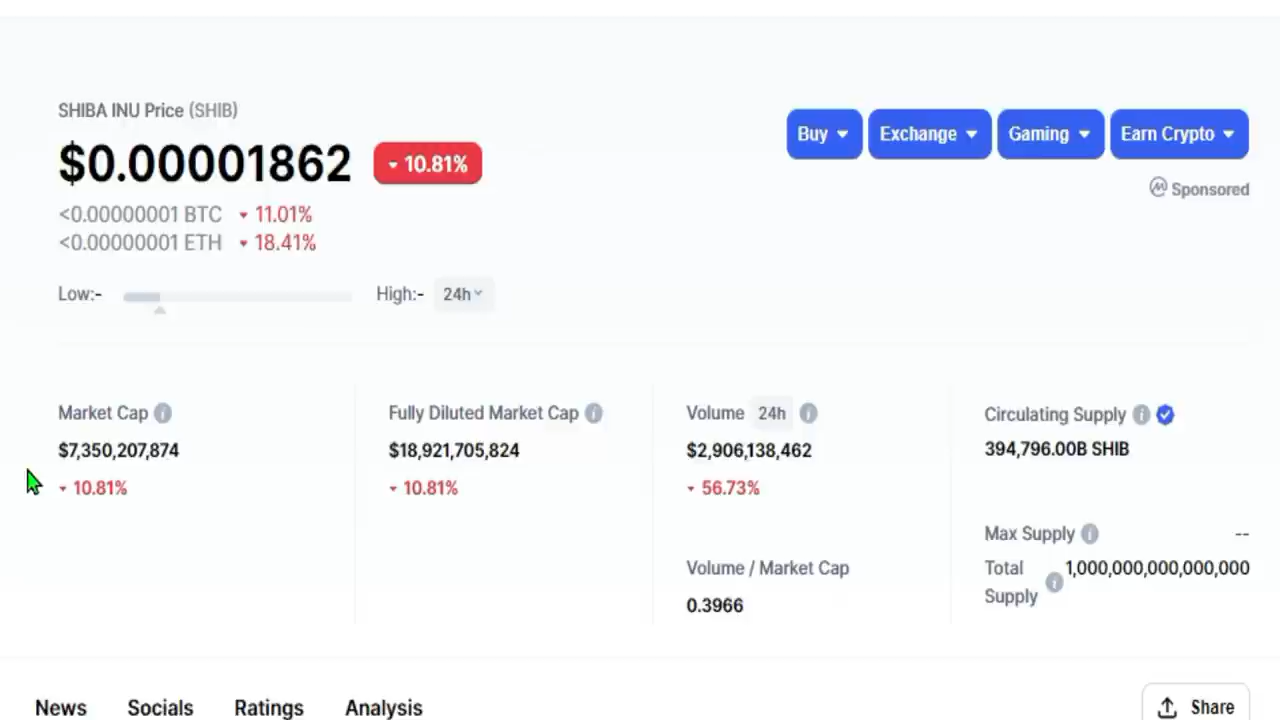 SHIBA INU Price (SHIB)
$0.00001862 10.81%
<0.00000001 BTC 11.01%
<0.00000001 ETH 18.41%
Low:- High:- 24h
Buy Exchange Gaming Earn Crypto
Sponsored
Market Cap
$7,350,207,874
10.81%
Fully Diluted Market Cap
$18,921,705,824
10.81%
Volume 24h
$2,906,138,462
56.73%
Volume / Market Cap
0.3966
Circulating Supply
394,796.00B SHIB
Max Supply --
Total Supply 1,000,000,000,000,000
News Socials Ratings Analysis
Share